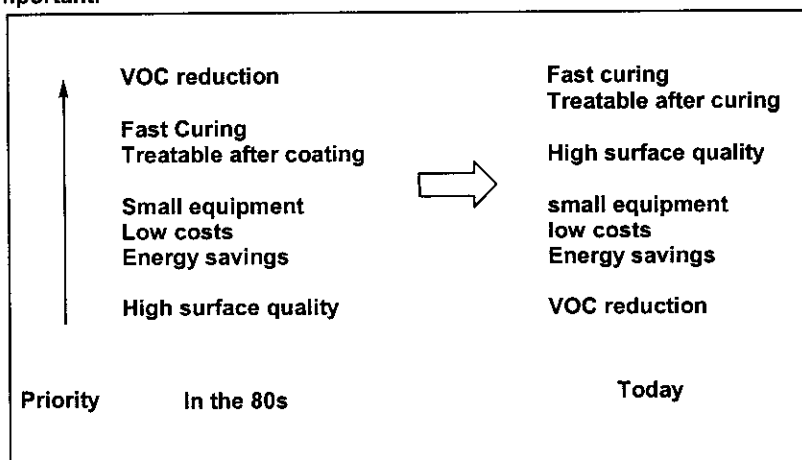 VOC reduction
Fast Curing
Treatable after coating
Small equipment
Low costs
Energy savings
High surface quality
Fast curing
Treatable after curing
High surface quality
small equipment
low costs
Energy savings
VOC reduction
Priority
In the 80s
Today